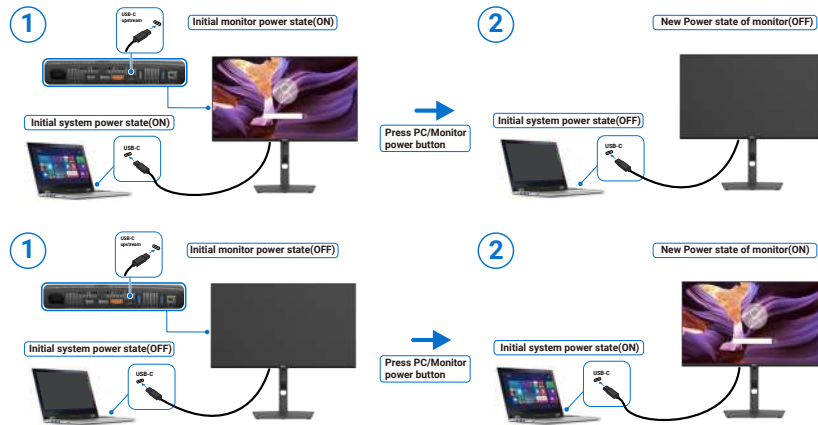 1
USB-C
upstream
Initial monitor power state(ON)
Initial system power state(ON)
USB-C
Press PC/Monitor
power button
2
New Power state of monitor(OFF)
Initial system power state(OFF)
USB-C
1
USB-C
upstream
Initial monitor power state(OFF)
Initial system power state(OFF)
USB-C
Press PC/Monitor
power button
2
New Power state of monitor(ON)
Initial system power state(ON)
USB-C